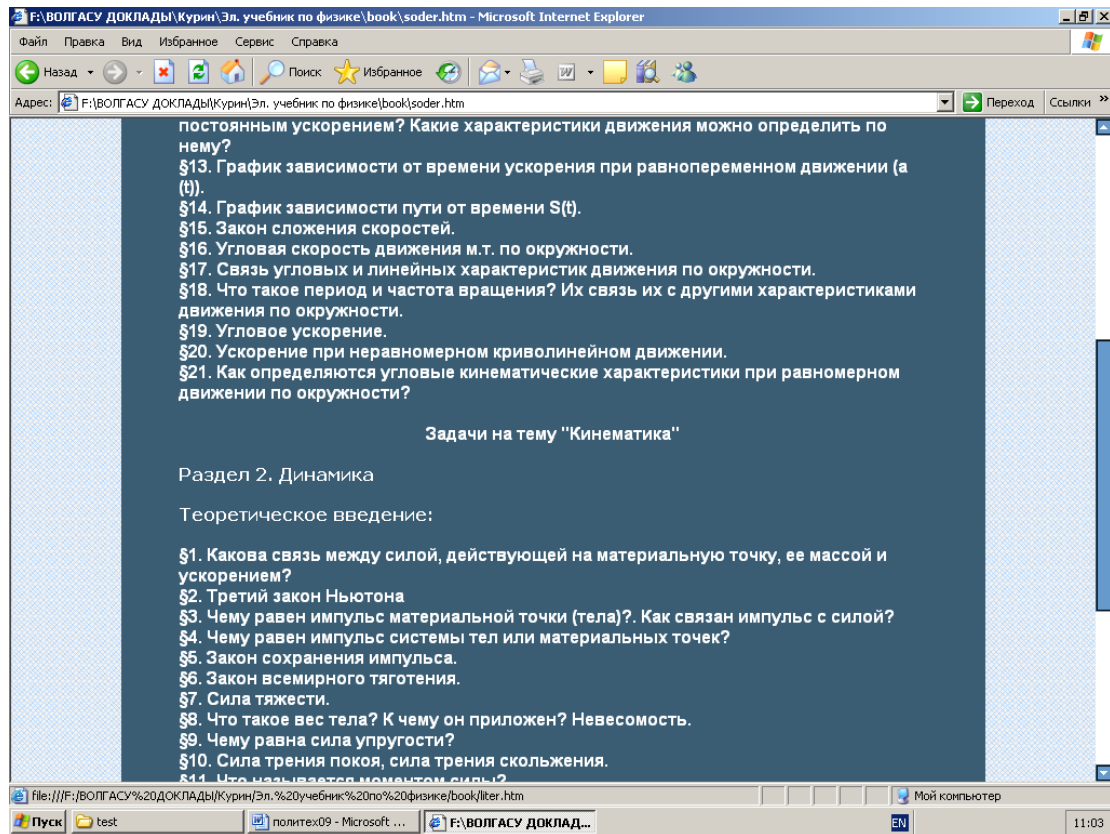 F:\ВОЛГАСУ ДОКЛАДЫ\Курин\Эл. учебник по физике\book\soder.htm - Microsoft Internet Explorer
Файл Правка Вид Избранное Сервис Справка
Назад Поиск Избранное
Адрес: F:\ВОЛГАСУ ДОКЛАДЫ\Курин\Эл. учебник по физике\book\soder.htm Переход Ссылки »
постоянным ускорением? Какие характеристики движения можно определить по
нему?
§13. График зависимости от времени ускорения при равнопеременном движении (a
(t)).
§14. График зависимости пути от времени S(t).
§15. Закон сложения скоростей.
§16. Угловая скорость движения м.т. по окружности.
§17. Связь угловых и линейных характеристик движения по окружности.
§18. Что такое период и частота вращения? Их связь их с другими характеристиками
движения по окружности.
§19. Угловое ускорение.
§20. Ускорение при неравномерном криволинейном движении.
§21. Как определяются угловые кинематические характеристики при равномерном
движении по окружности?
Задачи на тему "Кинематика"
Раздел 2. Динамика
Теоретическое введение:
§1. Какова связь между силой, действующей на материальную точку, ее массой и
ускорением?
§2. Третий закон Ньютона
§3. Чему равен импульс материальной точки (тела)?. Как связан импульс с силой?
§4. Чему равен импульс системы тел или материальных точек?
§5. Закон сохранения импульса.
§6. Закон всемирного тяготения.
§7. Сила тяжести.
§8. Что такое вес тела? К чему он приложен? Невесомость.
§9. Чему равна сила упругости?
§10. Сила трения покоя, сила трения скольжения.
§11. Что называется моментом силы?
file:///F:/ВОЛГАСУ%20ДОКЛАДЫ/Курин/Эл.%20учебник%20по%20физике/book/liter.htm Мой компьютер
Пуск test политех09 - Microsoft ... F:\ВОЛГАСУ ДОКЛАД... EN 11:03